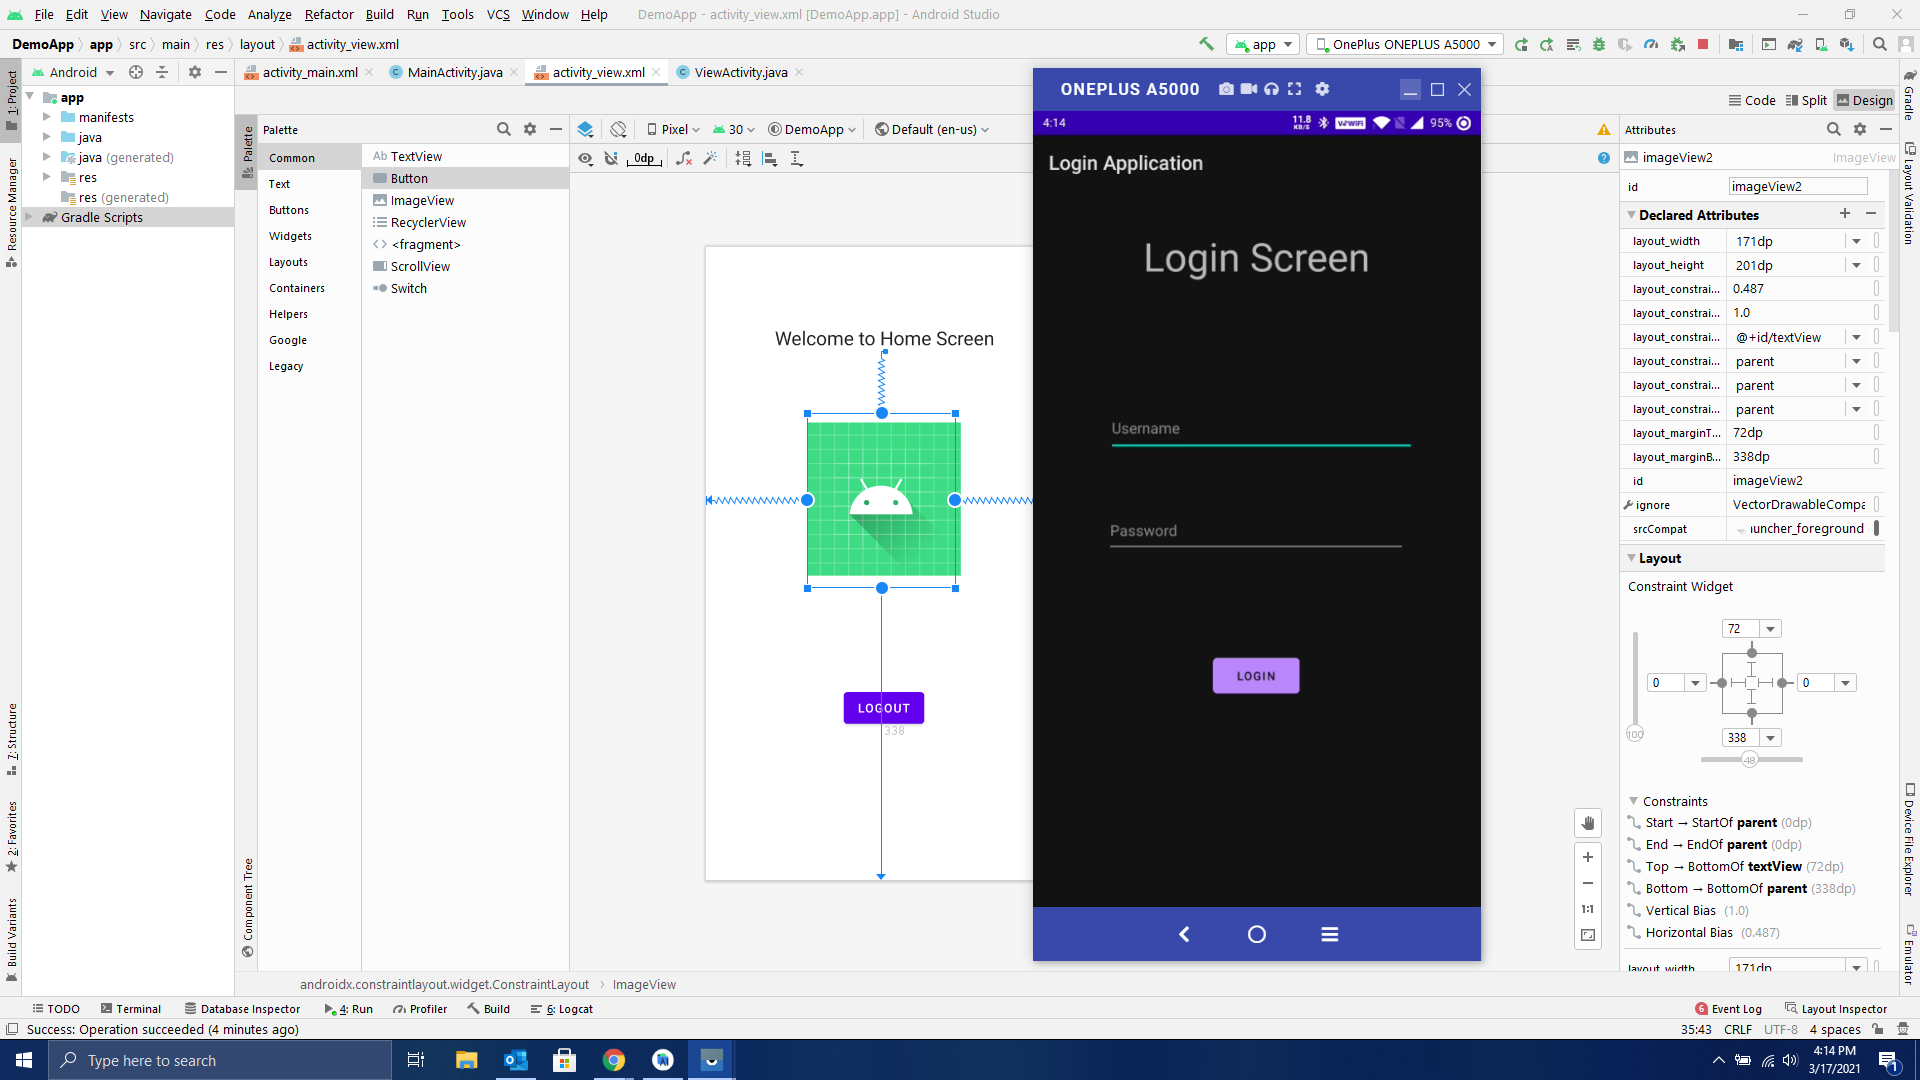 File Edit View Navigate Code Analyze Refactor Build Run Tools VCS Window Help DemoApp - activity_view.xml [DemoApp.app] - Android Studio
DemoApp app src main res layout activity_view.xml app OnePlus ONEPLUS A5000
Android activity_main.xml MainActivity.java activity_view.xml ViewActivity.java
1: Project
Resource Manager
7: Structure
2: Favorites
Build Variants
app
manifests
java
java (generated)
res
res (generated)
Gradle Scripts
Code Split Design
Palette
Component Tree
Palette
Common
Text
Buttons
Widgets
Layouts
Containers
Helpers
Google
Legacy
Ab TextView
Button
ImageView
RecyclerView
<> <fragment>
ScrollView
Switch
Pixel 30 DemoApp Default (en-us)
0dp
Welcome to Home Screen
LOGOUT
338
ONEPLUS A5000
4:14 11.8 KB/S VoWiFi 95%
Login Application
Login Screen
Username
Password
LOGIN
1:1
Attributes
imageView2 ImageView
id imageView2
Declared Attributes
layout_width 171dp
layout_height 201dp
layout_constrai... 0.487
layout_constrai... 1.0
layout_constrai... @+id/textView
layout_constrai... parent
layout_constrai... parent
layout_constrai... parent
layout_marginT... 72dp
layout_marginB... 338dp
id imageView2
ignore VectorDrawableCompa
srcCompat uncher_foreground
Layout
Constraint Widget
72
0 0
338
100
48
Constraints
Start → StartOf parent (0dp)
End → EndOf parent (0dp)
Top → BottomOf textView (72dp)
Bottom → BottomOf parent (338dp)
Vertical Bias (1.0)
Horizontal Bias (0.487)
layout_width 171dp
Gradle
Layout Validation
Device File Explorer
Emulator
androidx.constraintlayout.widget.ConstraintLayout ImageView
TODO Terminal Database Inspector 4: Run Profiler Build 6: Logcat 6 Event Log Layout Inspector
Success: Operation succeeded (4 minutes ago) 35:43 CRLF UTF-8 4 spaces
Type here to search 4:14 PM
3/17/2021 1